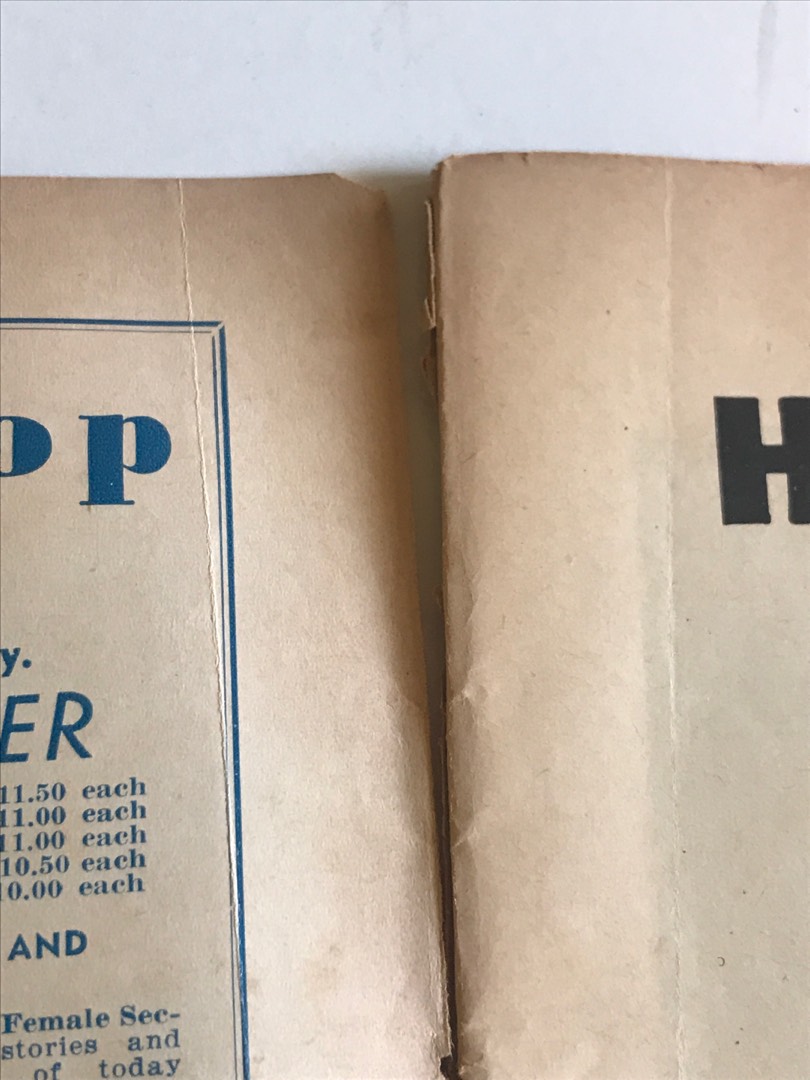 op
y.
ER
11.50 each
11.00 each
11.00 each
10.50 each
10.00 each
AND
Female Sec-
stories and
of today
H